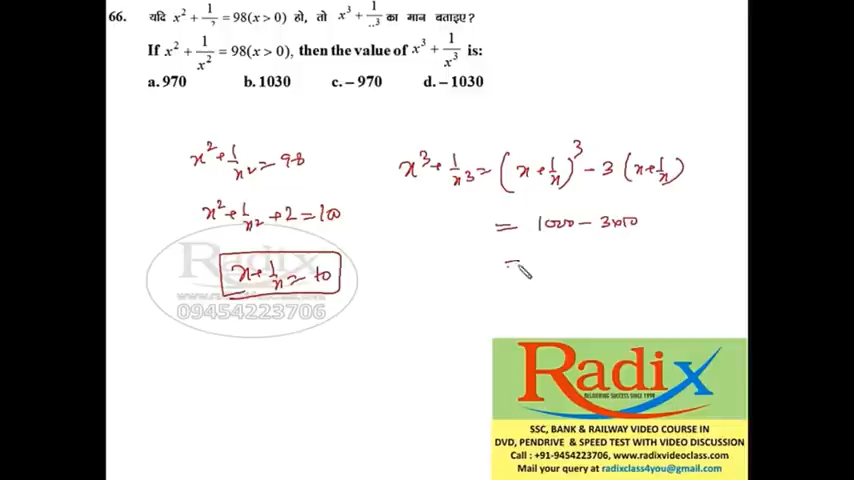 66. यदि x² + 1/x² = 98(x > 0) हो, तो x³ + 1/x³ का मान बताइए?
If x² + 1/x² = 98(x > 0), then the value of x³ + 1/x³ is:
a. 970 b. 1030 c. – 970 d. – 1030
x² + 1/x² = 98
x² + 1/x² + 2 = 100
x + 1/x = 10
x³ + 1/x³ = (x + 1/x)³ – 3 (x + 1/x)
= 1000 – 3×10
=
Radix
09454223706
Radix
DELIVERING SUCCESS SINCE 1994
SSC, BANK & RAILWAY VIDEO COURSE IN
DVD, PENDRIVE & SPEED TEST WITH VIDEO DISCUSSION
Call : +91-9454223706, www.radixvideoclass.com
Mail your query at radixclass4you@gmail.com